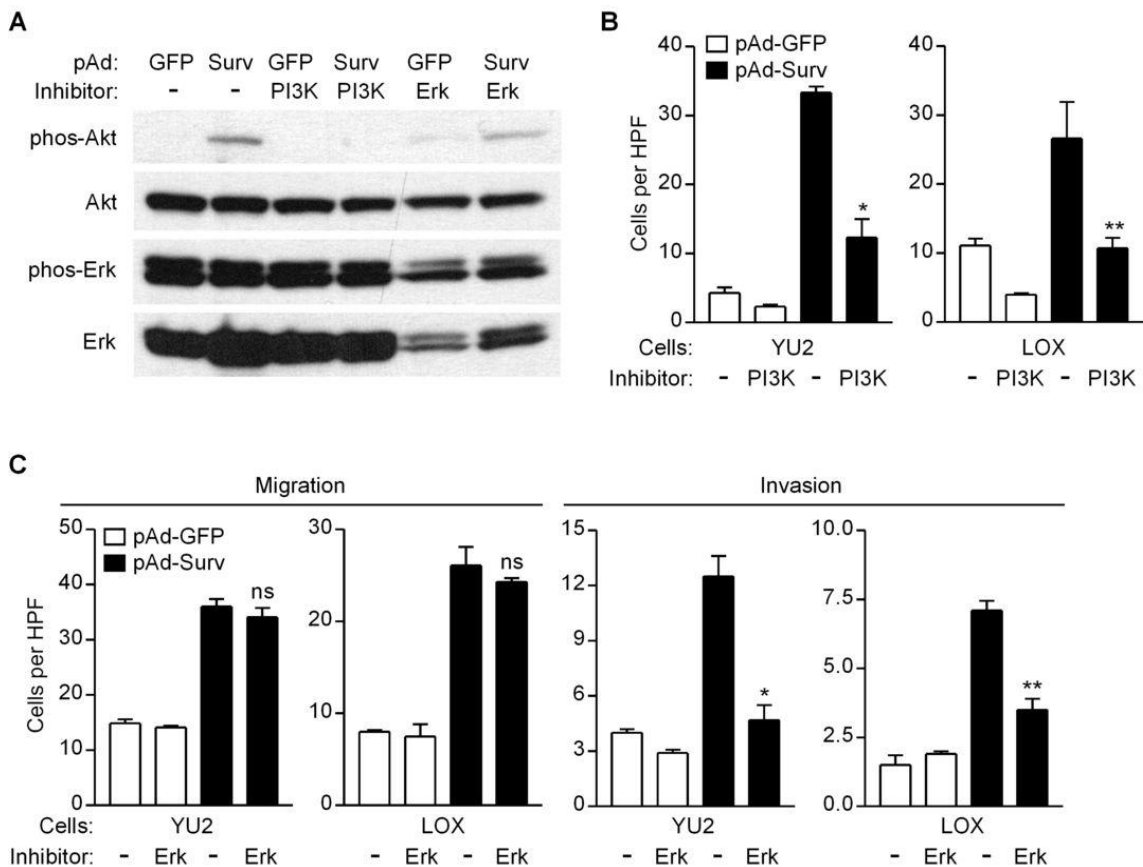 A
pAd: GFP Surv GFP Surv GFP Surv
Inhibitor: - - PI3K PI3K Erk Erk
phos-Akt
Akt
phos-Erk
Erk
B
pAd-GFP
pAd-Surv
Cells per HPF
40
30
20
10
0
*
40
30
20
10
0
**
Cells: YU2 LOX
Inhibitor: - PI3K - PI3K - PI3K - PI3K
C
Migration Invasion
pAd-GFP
pAd-Surv
Cells per HPF
50
40
30
20
10
0
ns
30
20
10
0
ns
15
12
9
6
3
0
*
10.0
7.5
5.0
2.5
0.0
**
Cells: YU2 LOX YU2 LOX
Inhibitor: - Erk - Erk - Erk - Erk - Erk - Erk - Erk - Erk